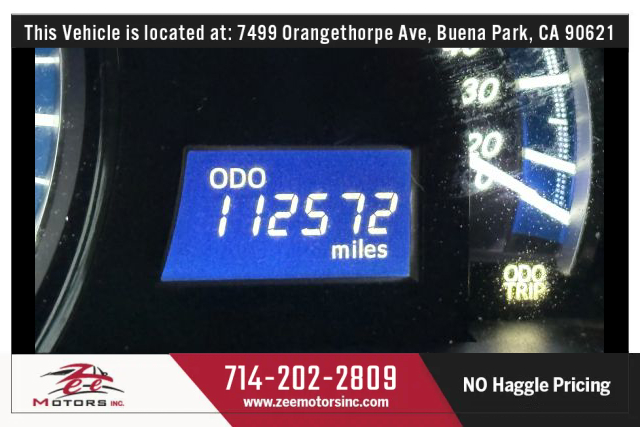 This Vehicle is located at: 7499 Orangethorpe Ave, Buena Park, CA 90621
30
20
ODO
112572
miles
ODO
TRIP
Zee
MOTORS INC.
714-202-2809
www.zeemotorsinc.com
NO Haggle Pricing